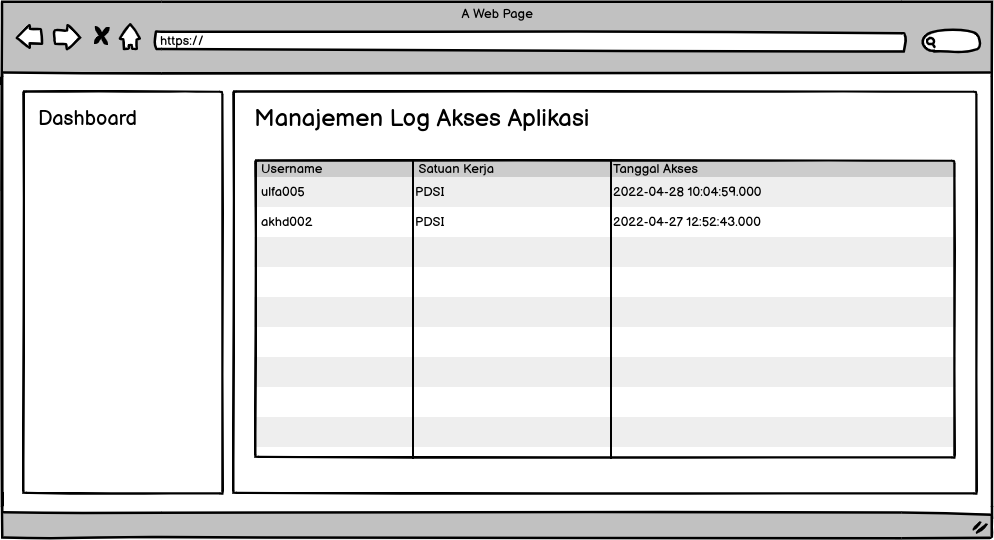 A Web Page
https://
Dashboard
Manajemen Log Akses Aplikasi
Username Satuan Kerja Tanggal Akses
ulfa005 PDSI 2022-04-28 10:04:59.000
akhd002 PDSI 2022-04-27 12:52:43.000